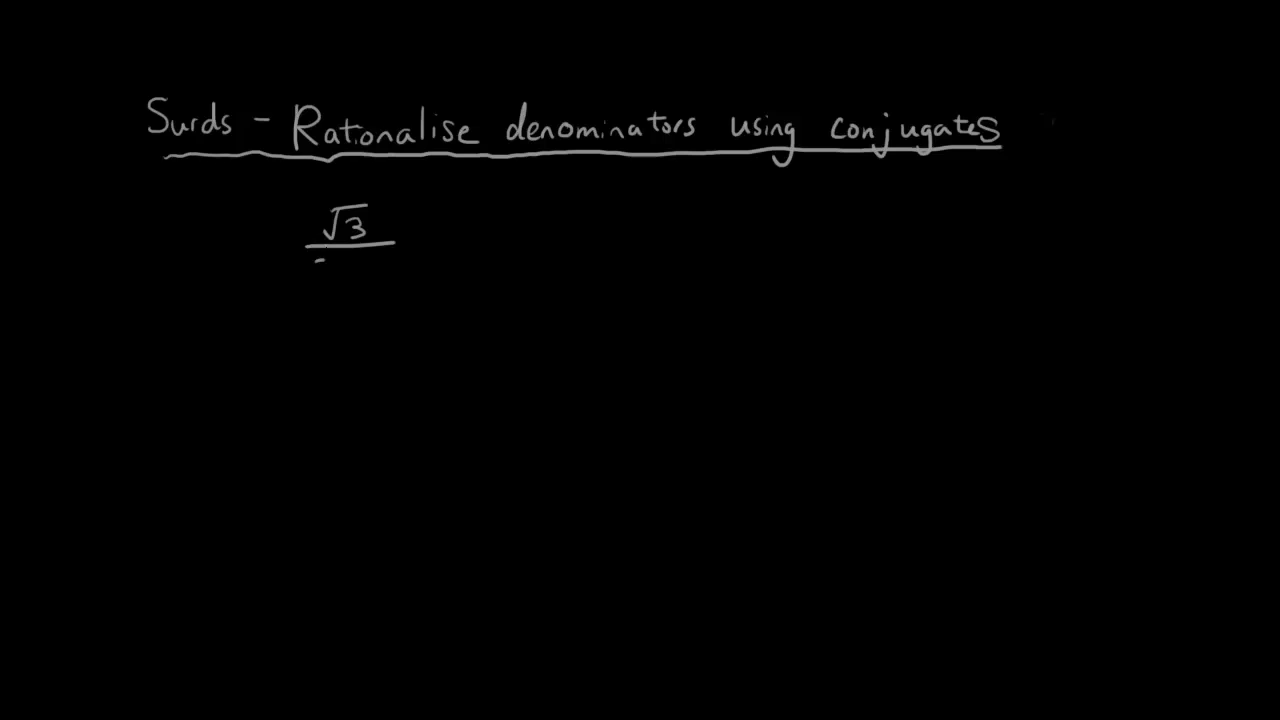 Surds - Rationalise denominators using conjugates
√3